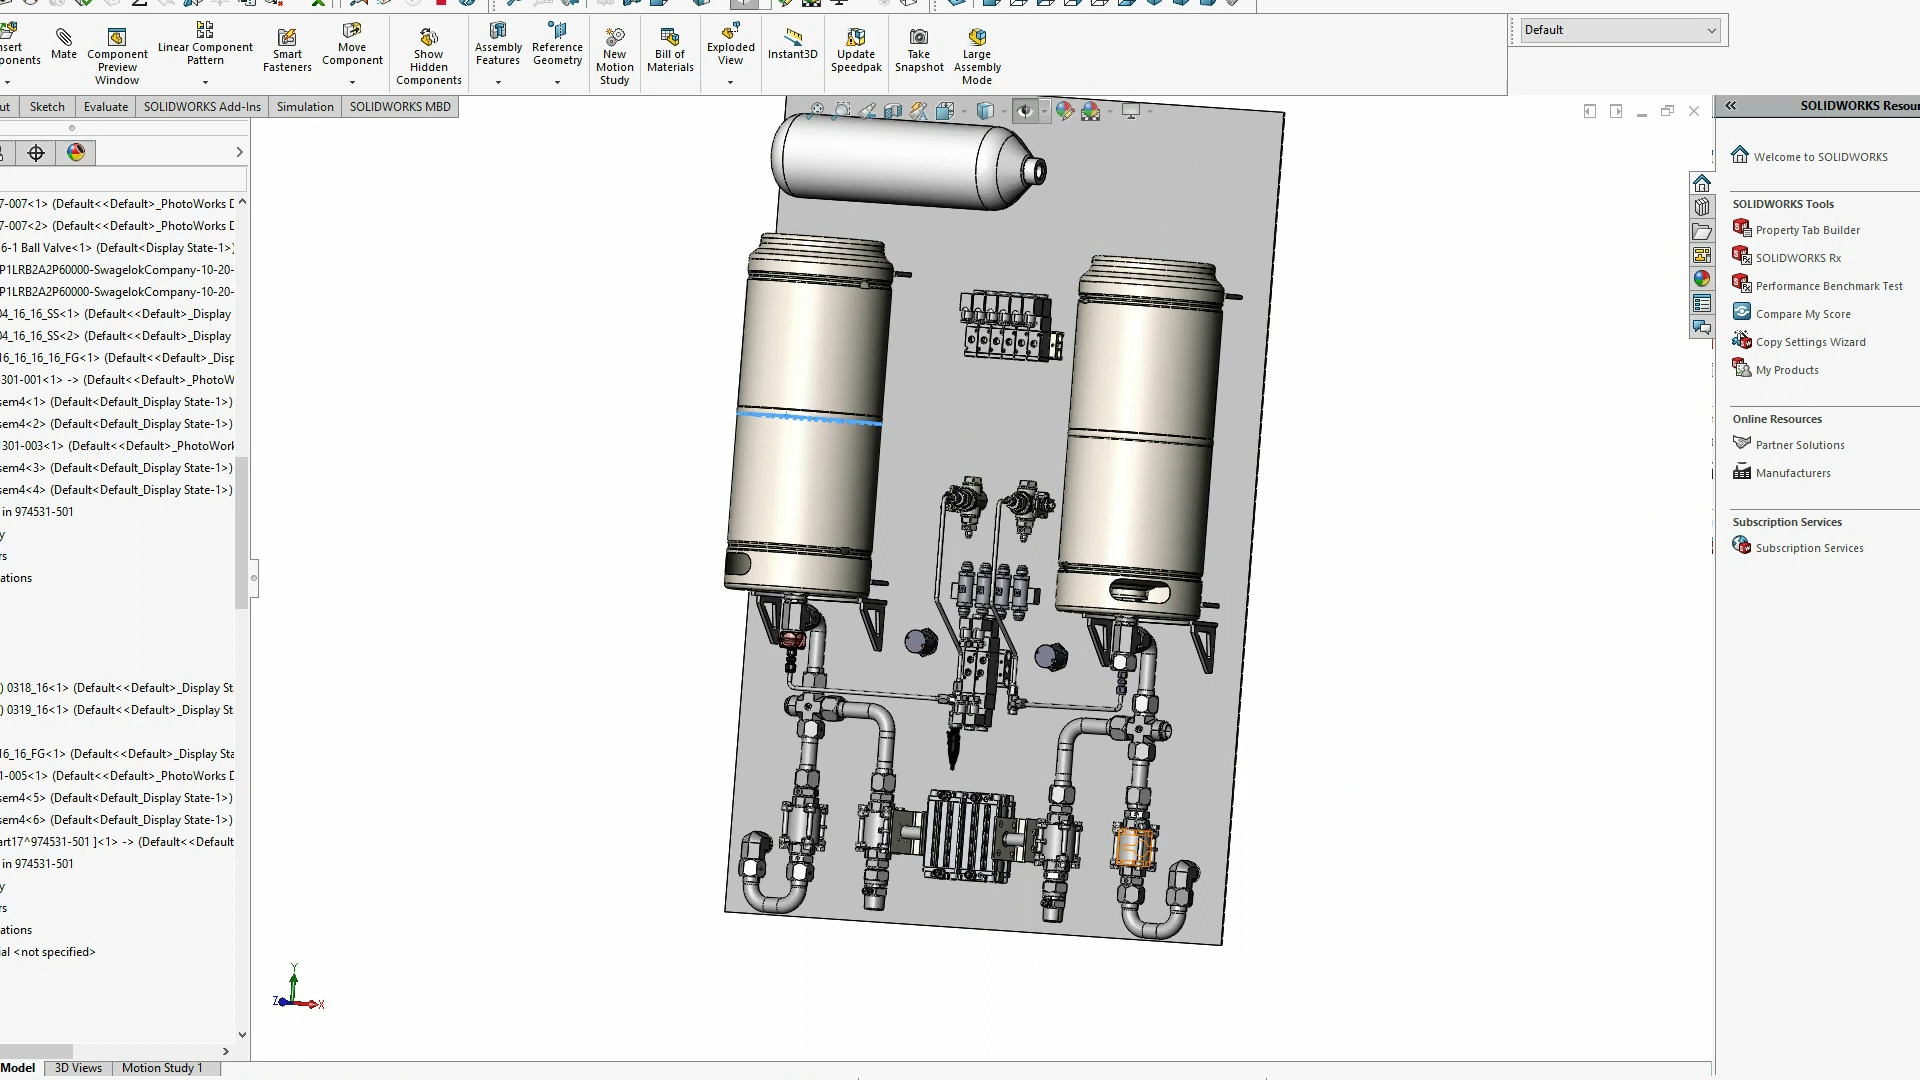 Default
nsert
ponents
Mate
Component
Preview
Window
Linear Component
Pattern
Smart
Fasteners
Move
Component
Show
Hidden
Components
Assembly
Features
Reference
Geometry
New
Motion
Study
Bill of
Materials
Exploded
View
Instant3D
Update
Speedpak
Take
Snapshot
Large
Assembly
Mode
ut
Sketch
Evaluate
SOLIDWORKS Add-Ins
Simulation
SOLIDWORKS MBD
7-007<1> (Default<<Default>_PhotoWorks D
7-007<2> (Default<<Default>_PhotoWorks D
6-1 Ball Valve<1> (Default<Display State-1>)
P1LRB2A2P60000-SwagelokCompany-10-20-
P1LRB2A2P60000-SwagelokCompany-10-20-
04_16_16_SS<1> (Default<<Default>_Display
04_16_16_SS<2> (Default<<Default>_Display
16_16_16_16_FG<1> (Default<<Default>_Disp
301-001<1> -> (Default<<Default>_PhotoW
sem4<1> (Default<Default_Display State-1>)
sem4<2> (Default<Default_Display State-1>)
301-003<1> (Default<<Default>_PhotoWork
sem4<3> (Default<Default_Display State-1>)
sem4<4> (Default<Default_Display State-1>)
in 974531-501
y
rs
ations
) 0318_16<1> (Default<<Default>_Display St
) 0319_16<1> (Default<<Default>_Display St
16_16_FG<1> (Default<<Default>_Display Sta
1-005<1> (Default<<Default>_PhotoWorks D
sem4<5> (Default<Default_Display State-1>)
sem4<6> (Default<Default_Display State-1>)
art17^974531-501 ]<1> -> (Default<<Default
in 974531-501
y
rs
ations
ial <not specified>
Y
Z
X
Model
3D Views
Motion Study 1
SOLIDWORKS Resour
Welcome to SOLIDWORKS
SOLIDWORKS Tools
Property Tab Builder
SOLIDWORKS Rx
Performance Benchmark Test
Compare My Score
Copy Settings Wizard
My Products
Online Resources
Partner Solutions
Manufacturers
Subscription Services
Subscription Services